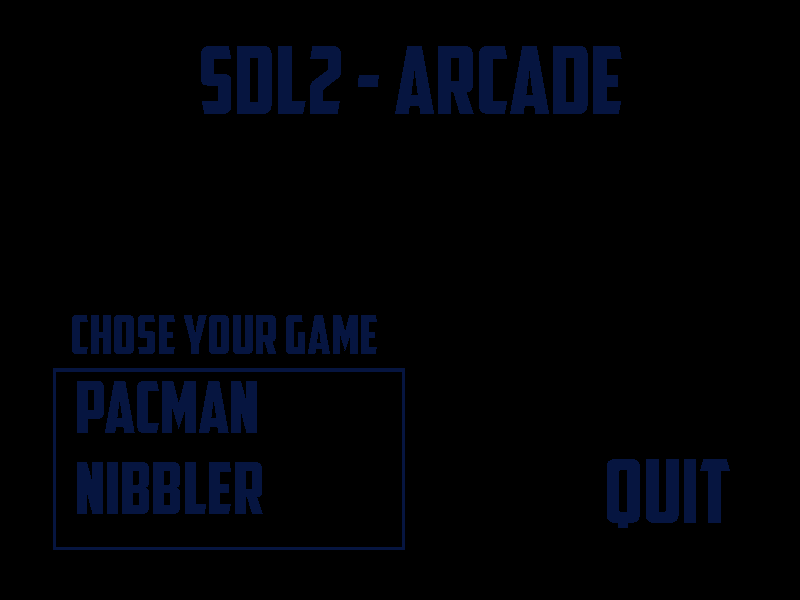 SDL2 - ARCADE
CHOSE YOUR GAME
PACMAN
NIBBLER
QUIT